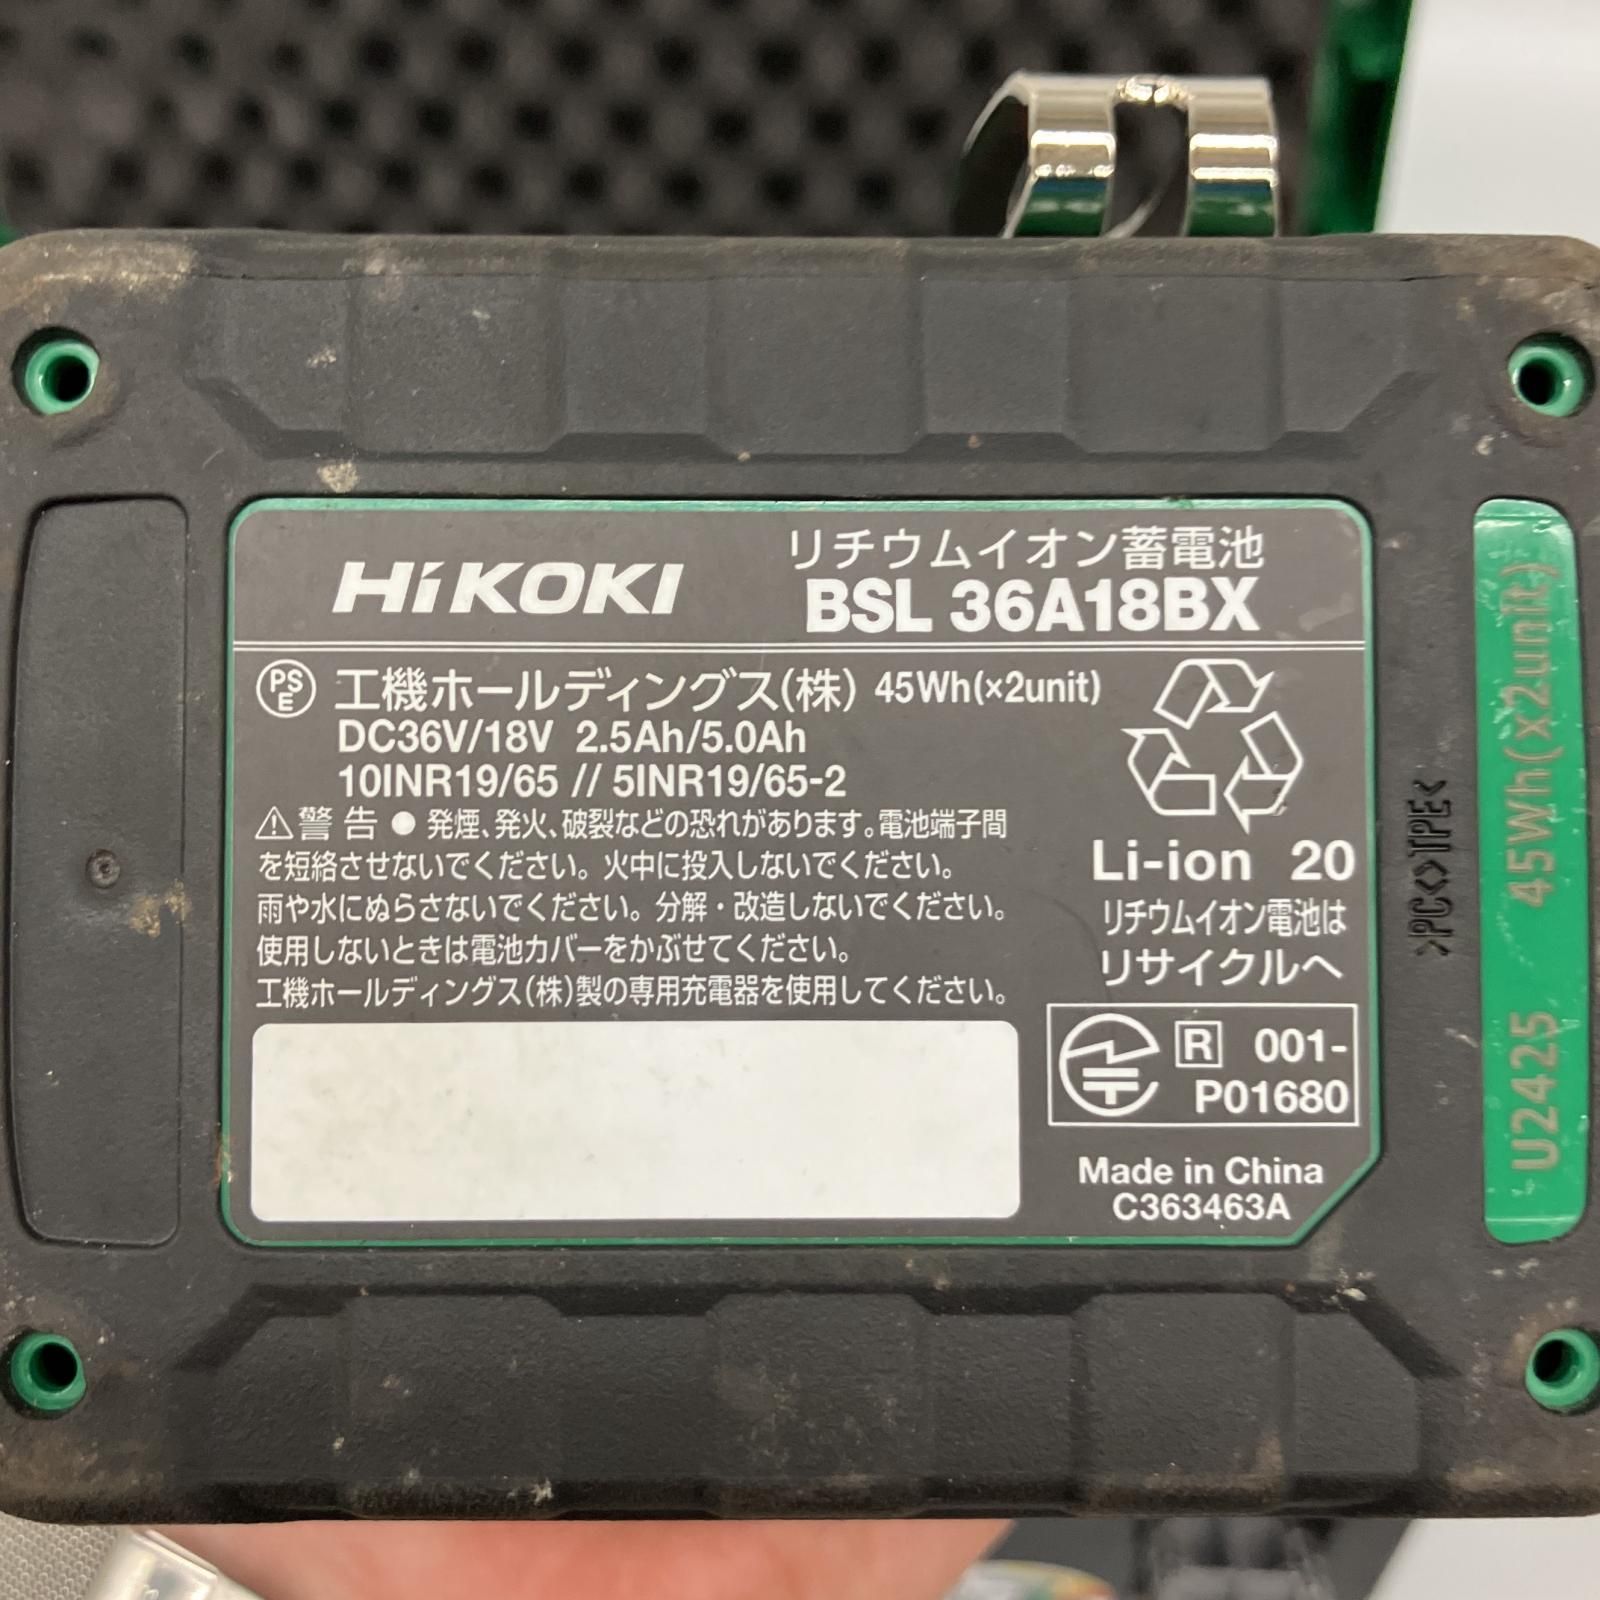 HiKOKI
リチウムイオン蓄電池
BSL 36A18BX
PS
E
工機ホールディングス(株) 45Wh(×2unit)
DC36V/18V 2.5Ah/5.0Ah
10INR19/65 // 5INR19/65-2
⚠警告 ●発煙、発火、破裂などの恐れがあります。電池端子間
を短絡させないでください。火中に投入しないでください。
雨や水にぬらさないでください。分解・改造しないでください。
使用しないときは電池カバーをかぶせてください。
工機ホールディングス(株)製の専用充電器を使用してください。
Li-ion 20
リチウムイオン電池は
リサイクルへ
R 001-
P01680
Made in China
C363463A
>PC<>TPE<
U2425 45Wh(x2unit)